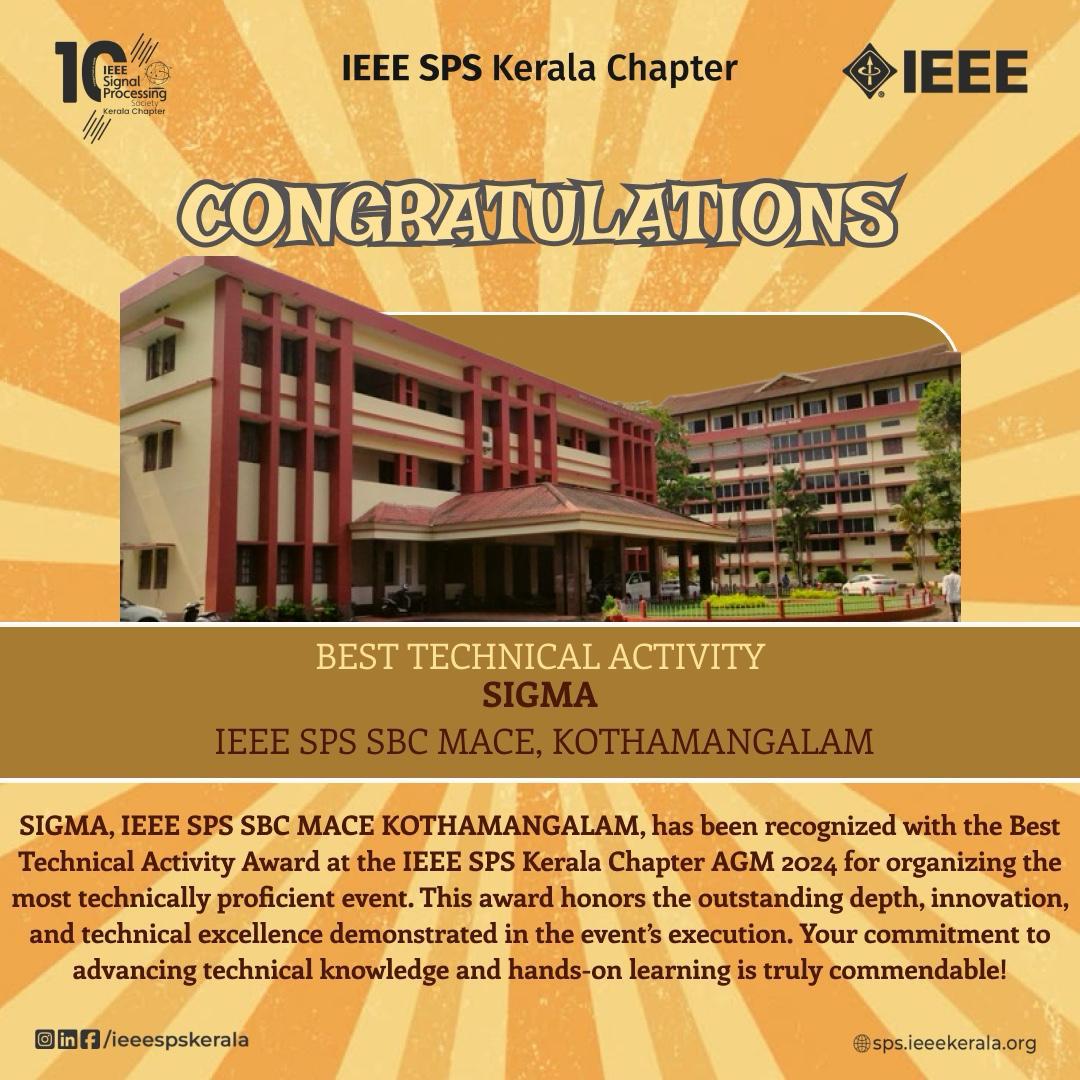 10
IEEE
Signal
Processing
Society
Kerala Chapter
IEEE SPS Kerala Chapter
IEEE
CONGRATULATIONS
BEST TECHNICAL ACTIVITY
SIGMA
IEEE SPS SBC MACE, KOTHAMANGALAM
SIGMA, IEEE SPS SBC MACE KOTHAMANGALAM, has been recognized with the Best
Technical Activity Award at the IEEE SPS Kerala Chapter AGM 2024 for organizing the
most technically proficient event. This award honors the outstanding depth, innovation,
and technical excellence demonstrated in the event's execution. Your commitment to
advancing technical knowledge and hands-on learning is truly commendable!
/ieeespskerala
sps.ieeekerala.org